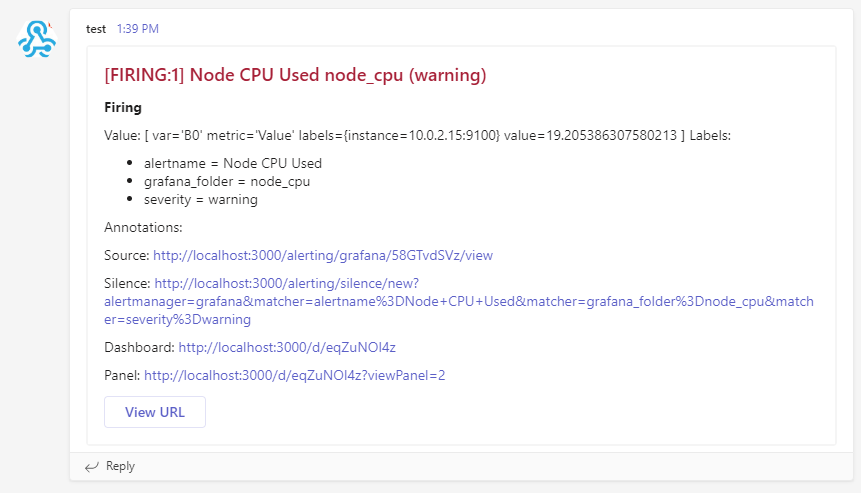 test 1:39 PM
[FIRING:1] Node CPU Used node_cpu (warning)
Firing
Value: [ var='B0' metric='Value' labels={instance=10.0.2.15:9100} value=19.205386307580213 ] Labels:
• alertname = Node CPU Used
• grafana_folder = node_cpu
• severity = warning
Annotations:
Source: http://localhost:3000/alerting/grafana/58GTvdSVz/view
Silence: http://localhost:3000/alerting/silence/new?
alertmanager=grafana&matcher=alertname%3DNode+CPU+Used&matcher=grafana_folder%3Dnode_cpu&match
er=severity%3Dwarning
Dashboard: http://localhost:3000/d/eqZuNOI4z
Panel: http://localhost:3000/d/eqZuNOI4z?viewPanel=2
View URL
Reply